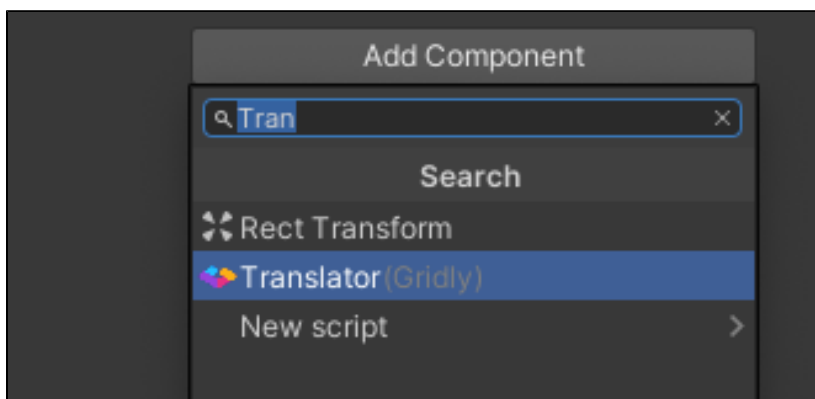 Add Component
Tran
Search
Rect Transform
Translator (Gridly)
New script